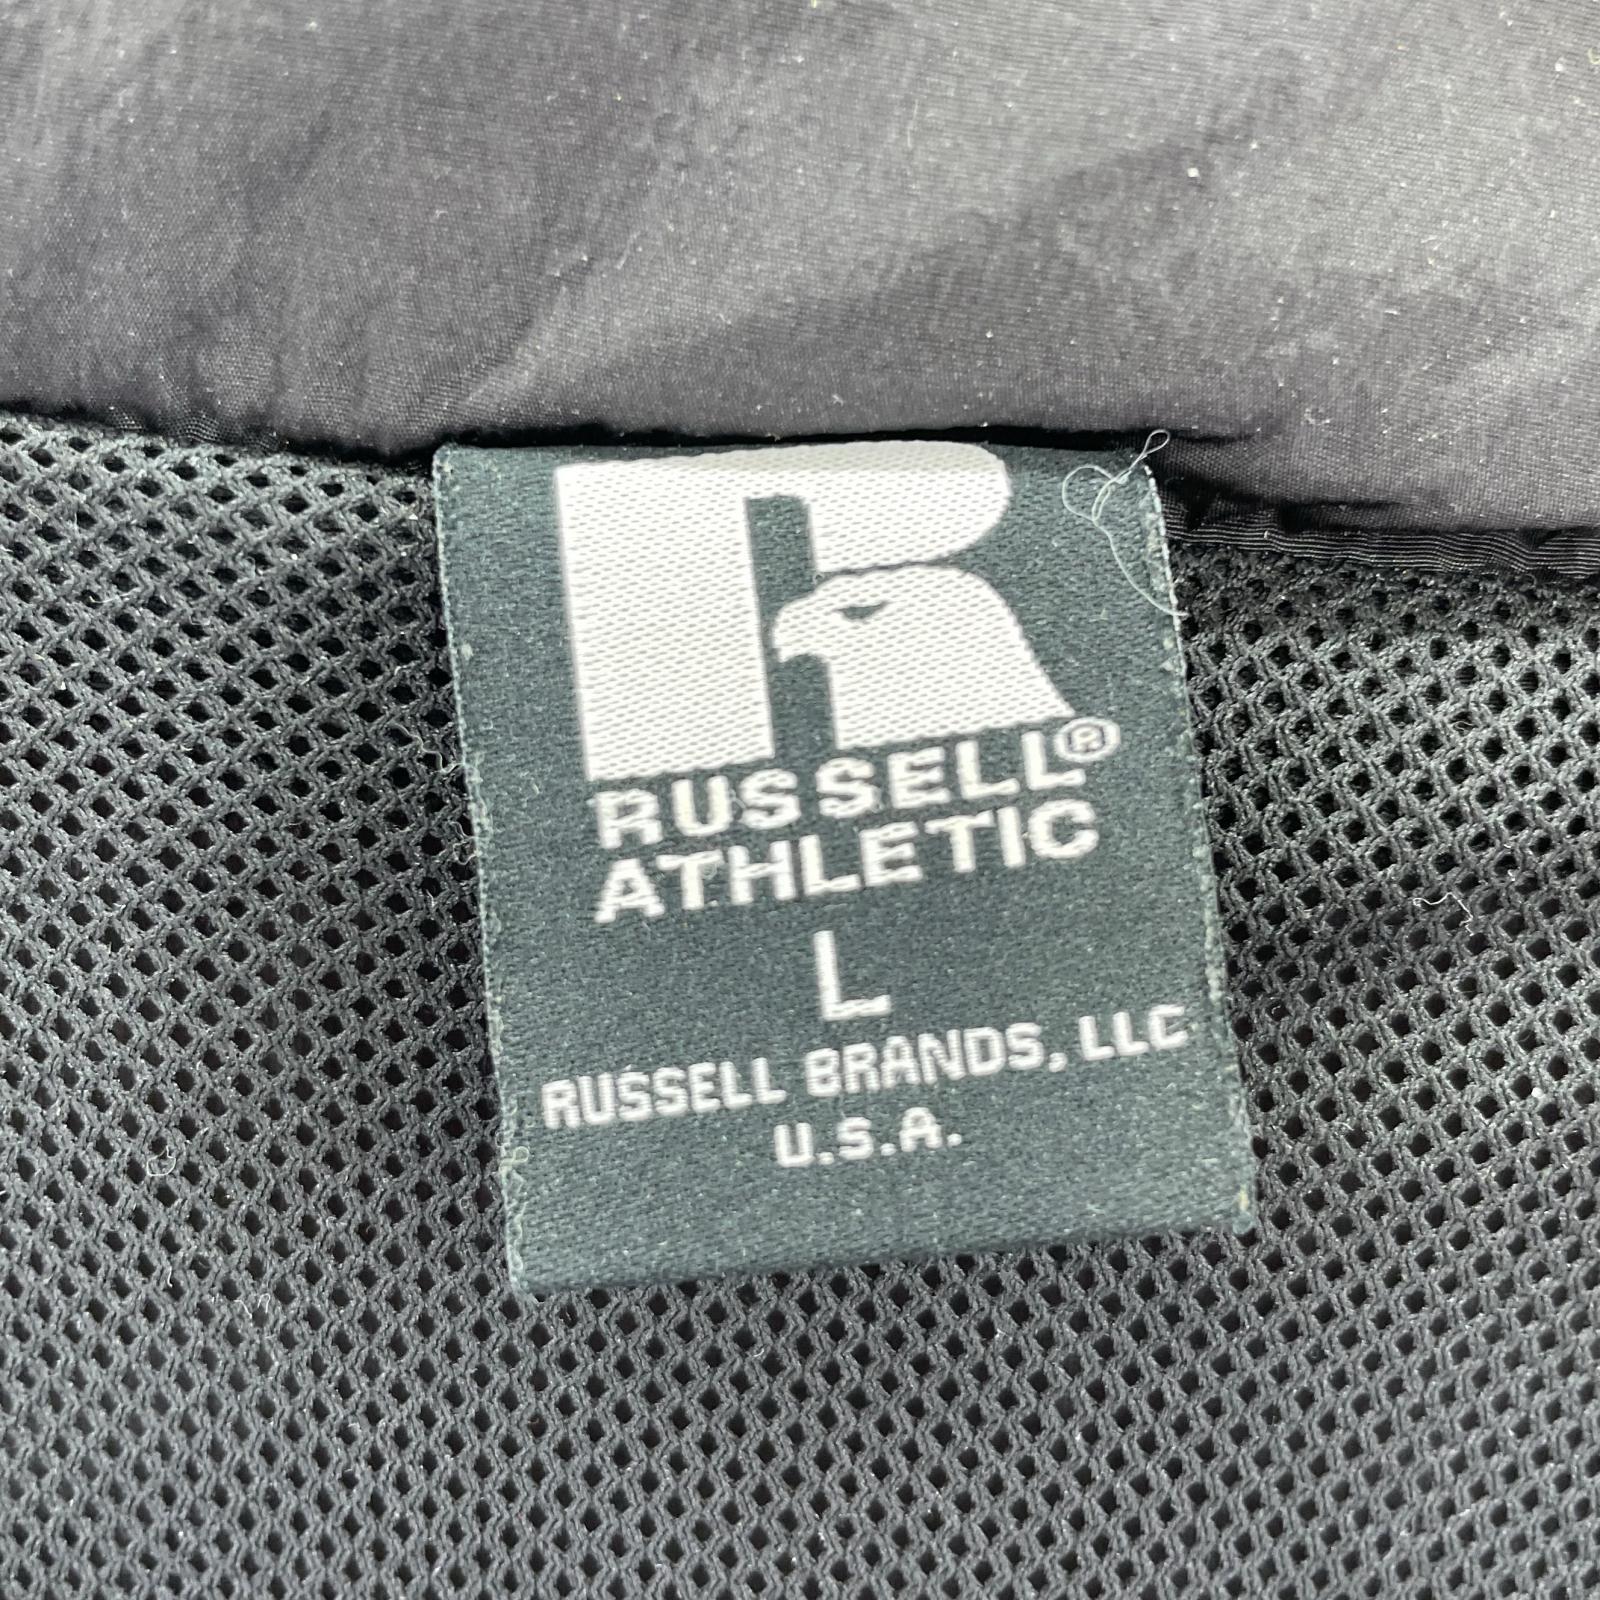 R
RUSSELL®
ATHLETIC
L
RUSSELL BRANDS, LLC
U.S.A.